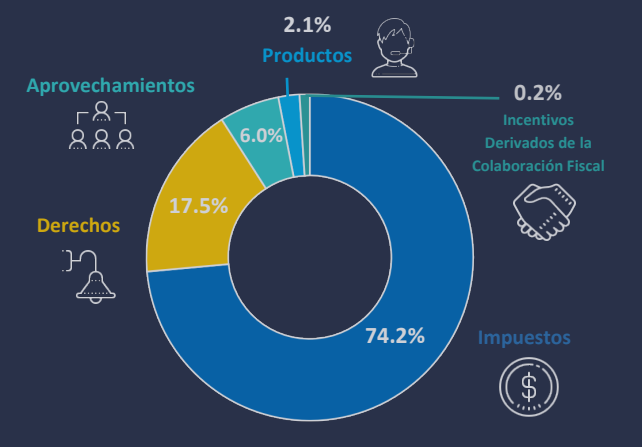 2.1%
Productos
Aprovechamientos
0.2%
Incentivos
Derivados de la
Colaboración Fiscal
6.0%
17.5%
Derechos
74.2%
Impuestos
$